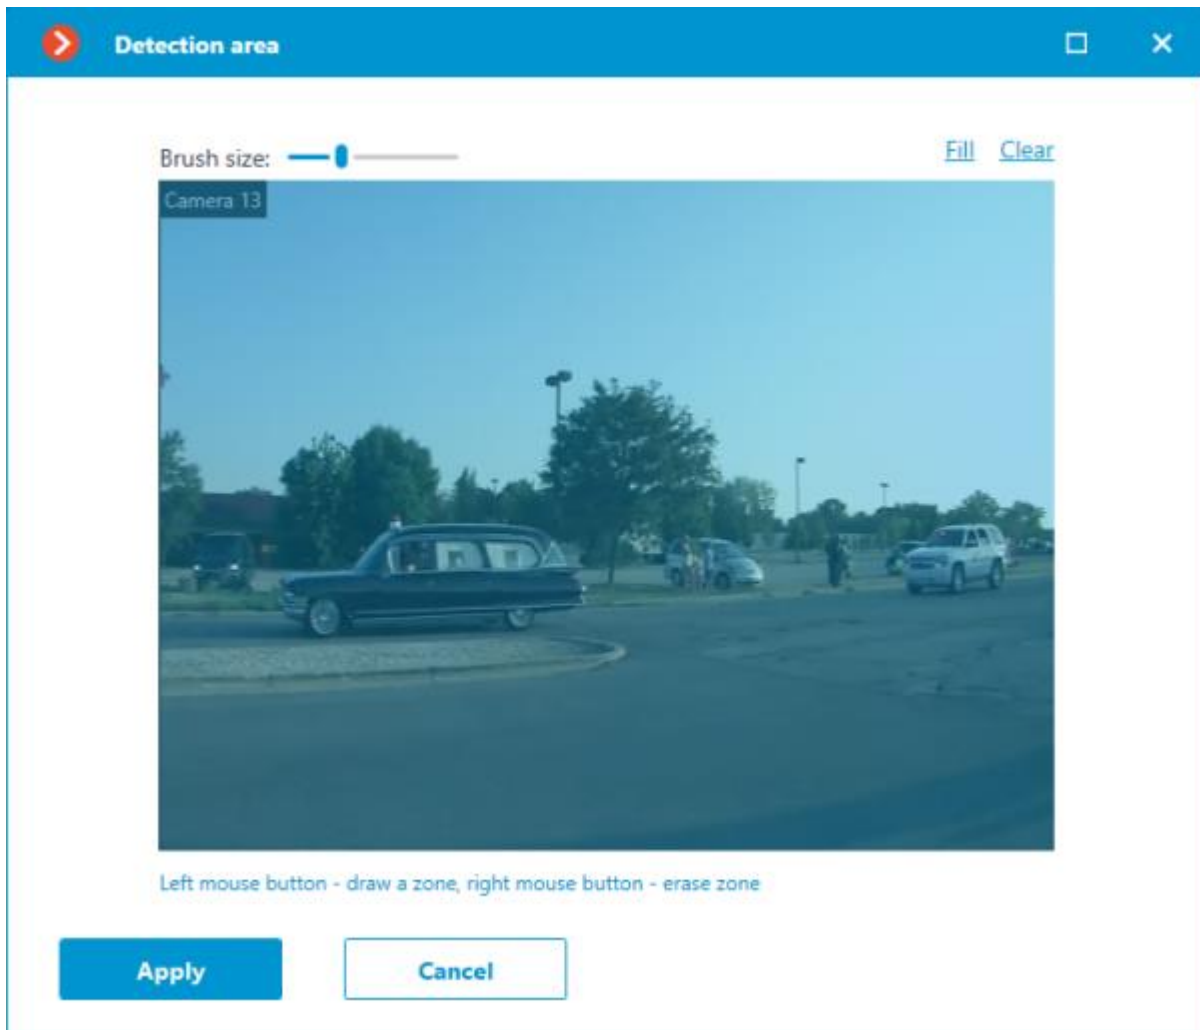 Detection area
Brush size:
Fill Clear
Camera 13
Left mouse button - draw a zone, right mouse button - erase zone
Apply
Cancel